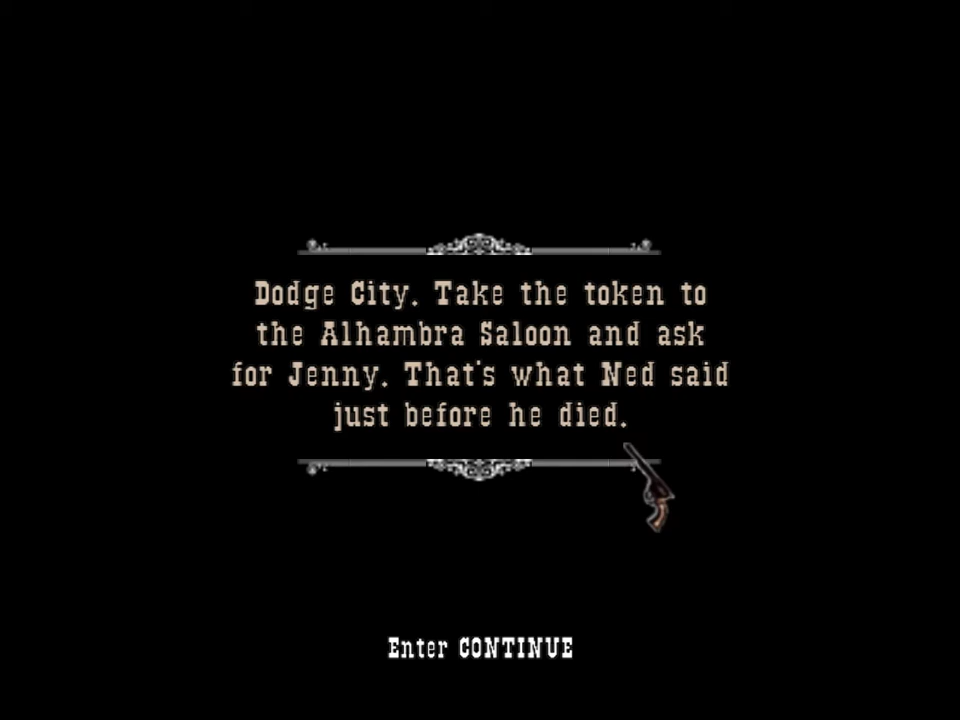 Dodge City. Take the token to
the Alhambra Saloon and ask
for Jenny. That's what Ned said
just before he died.
Enter CONTINUE